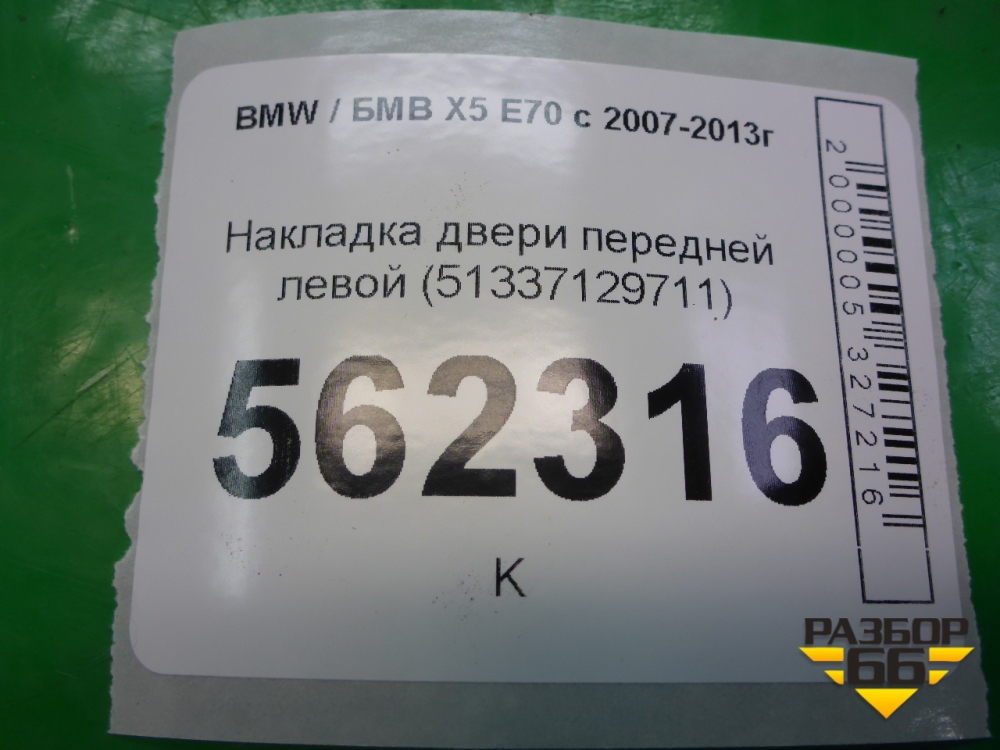 BMW / БМВ X5 E70 с 2007-2013г
Накладка двери передней
левой (51337129711)
562316
К
2000005327216
РАЗБОР
66